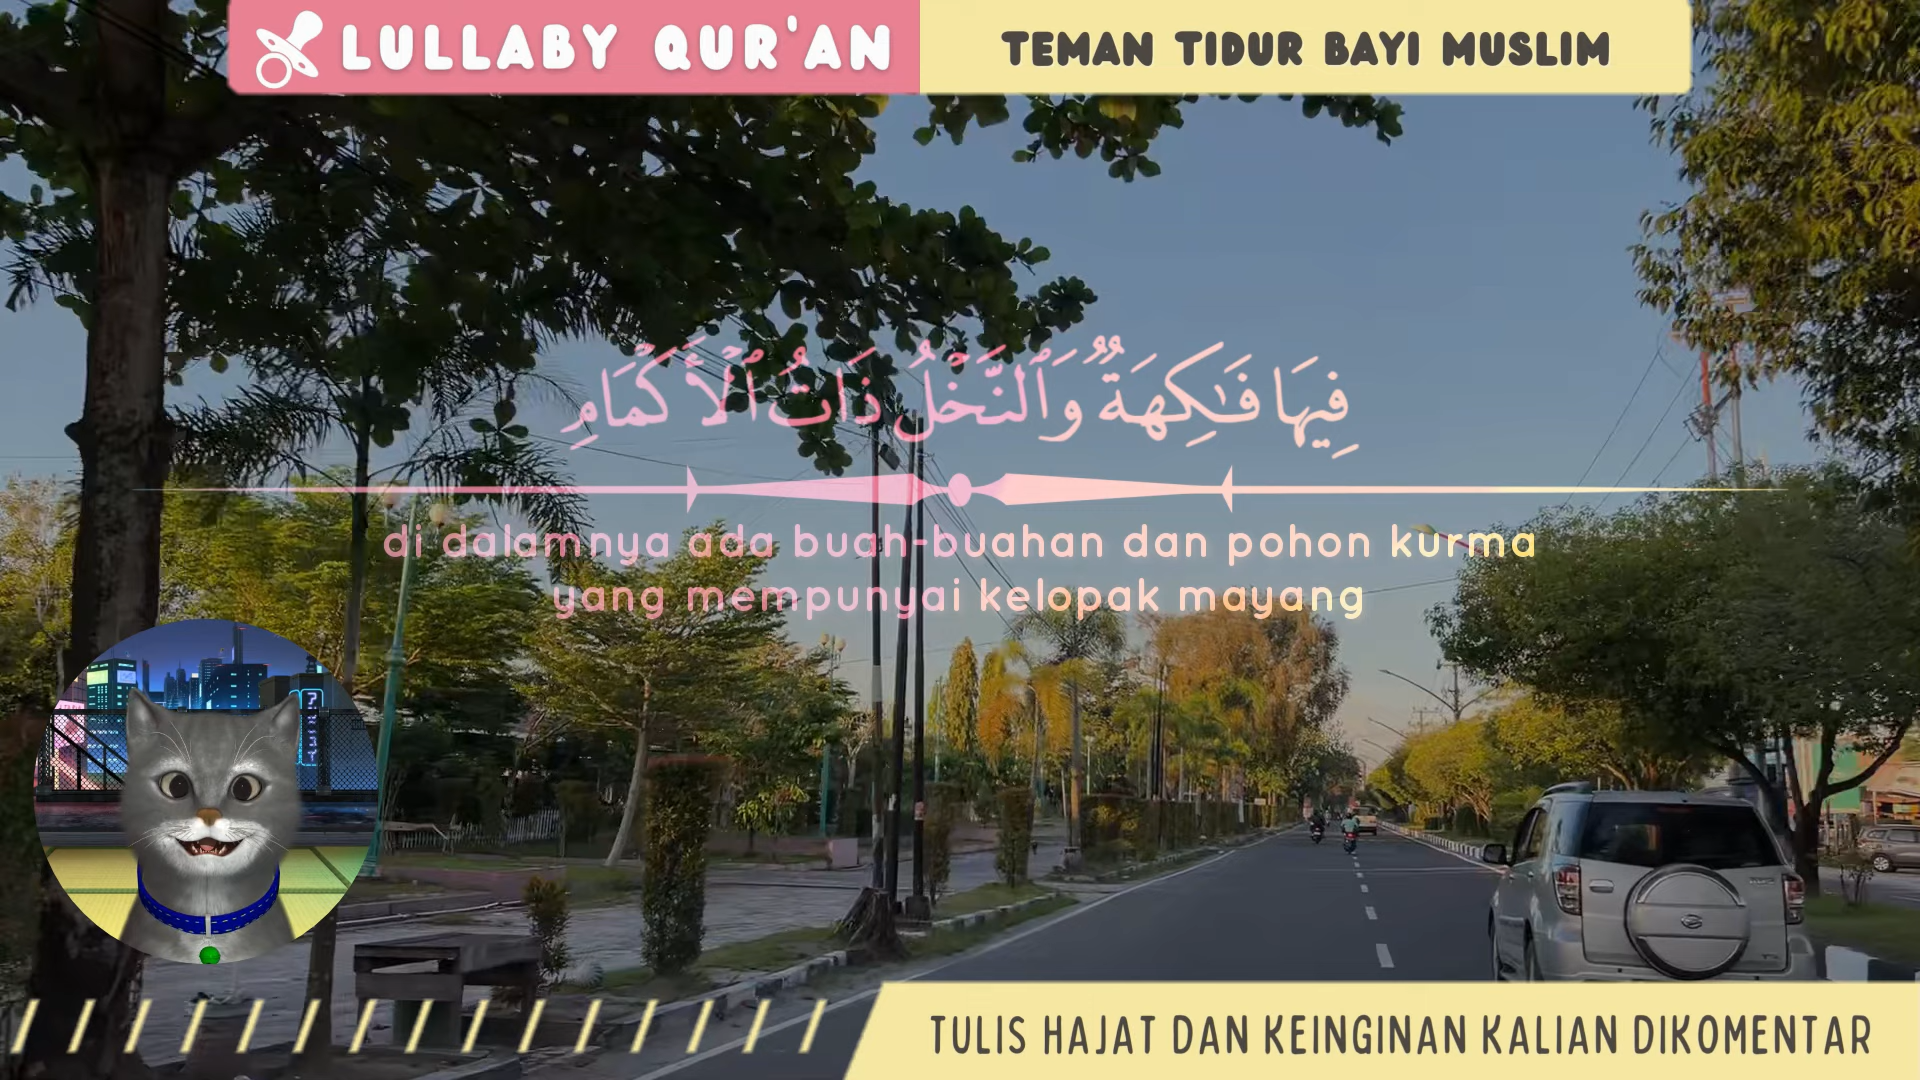 LULLABY QUR'AN
TEMAN TIDUR BAYI MUSLIM
فِيهَا فَـٰكِهَةٌ وَٱلنَّخْلُ ذَاتُ ٱلْأَكْمَامِ
di dalamnya ada buah-buahan dan pohon kurma
yang mempunyai kelopak mayang
TULIS HAJAT DAN KEINGINAN KALIAN DIKOMENTAR